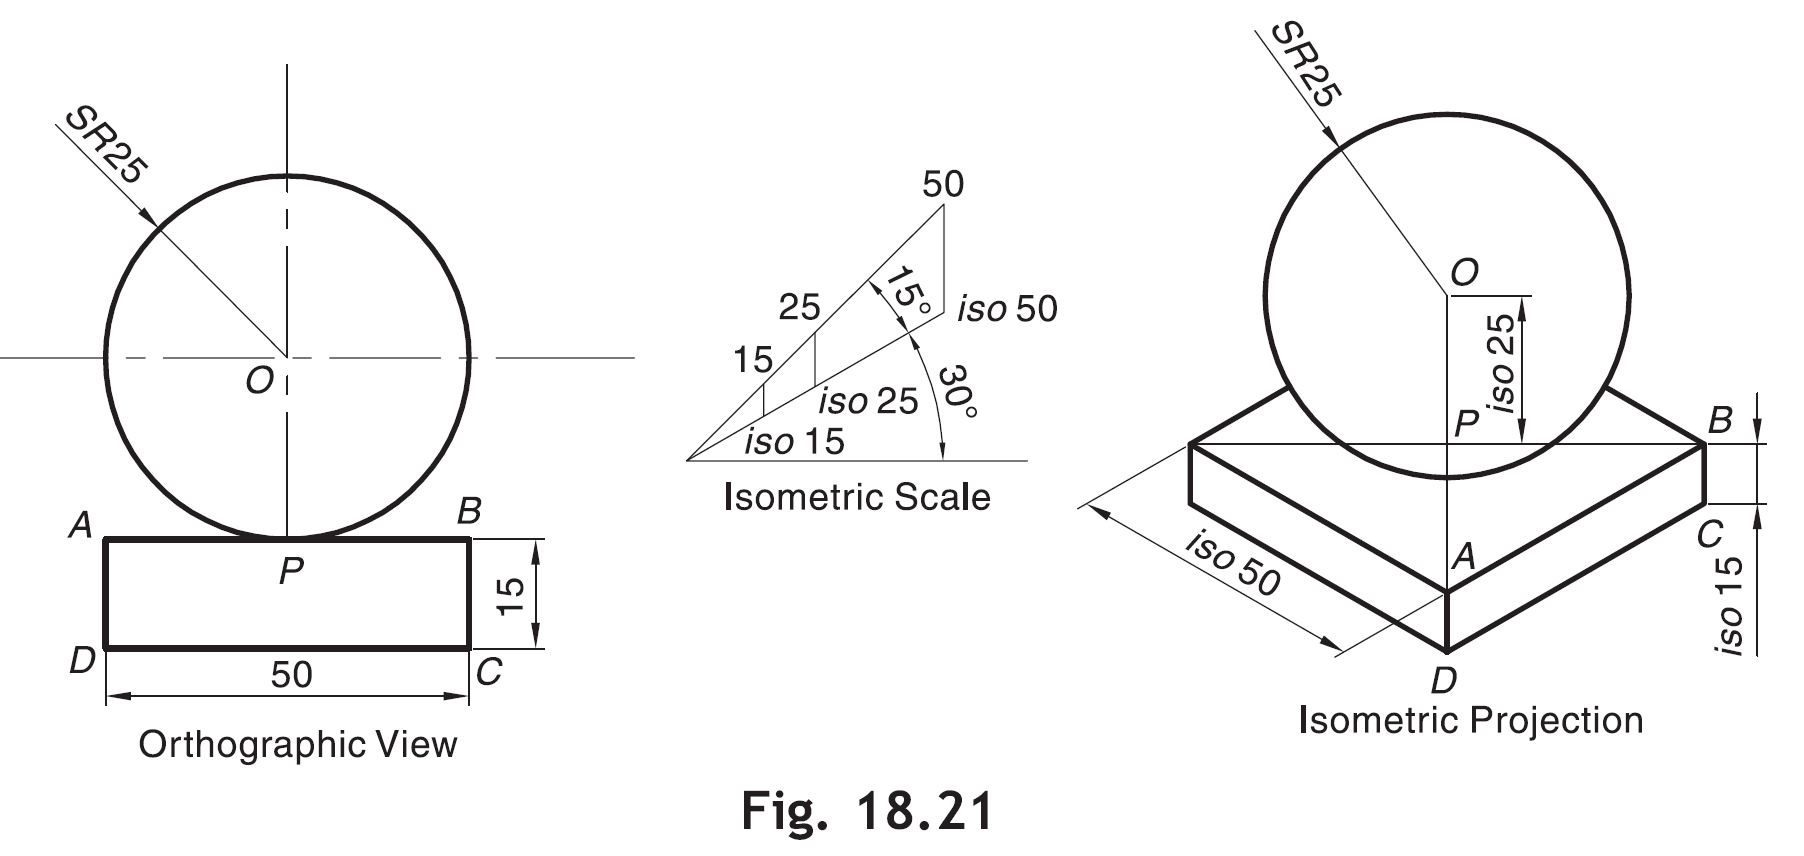 SR25
O
A
B
P
15
D
50
C
Orthographic View
50
25
15
15°
30°
iso 50
iso 25
iso 15
Isometric Scale
SR25
O
iso 25
P
B
C
iso 50
A
iso 15
D
Isometric Projection
Fig. 18.21